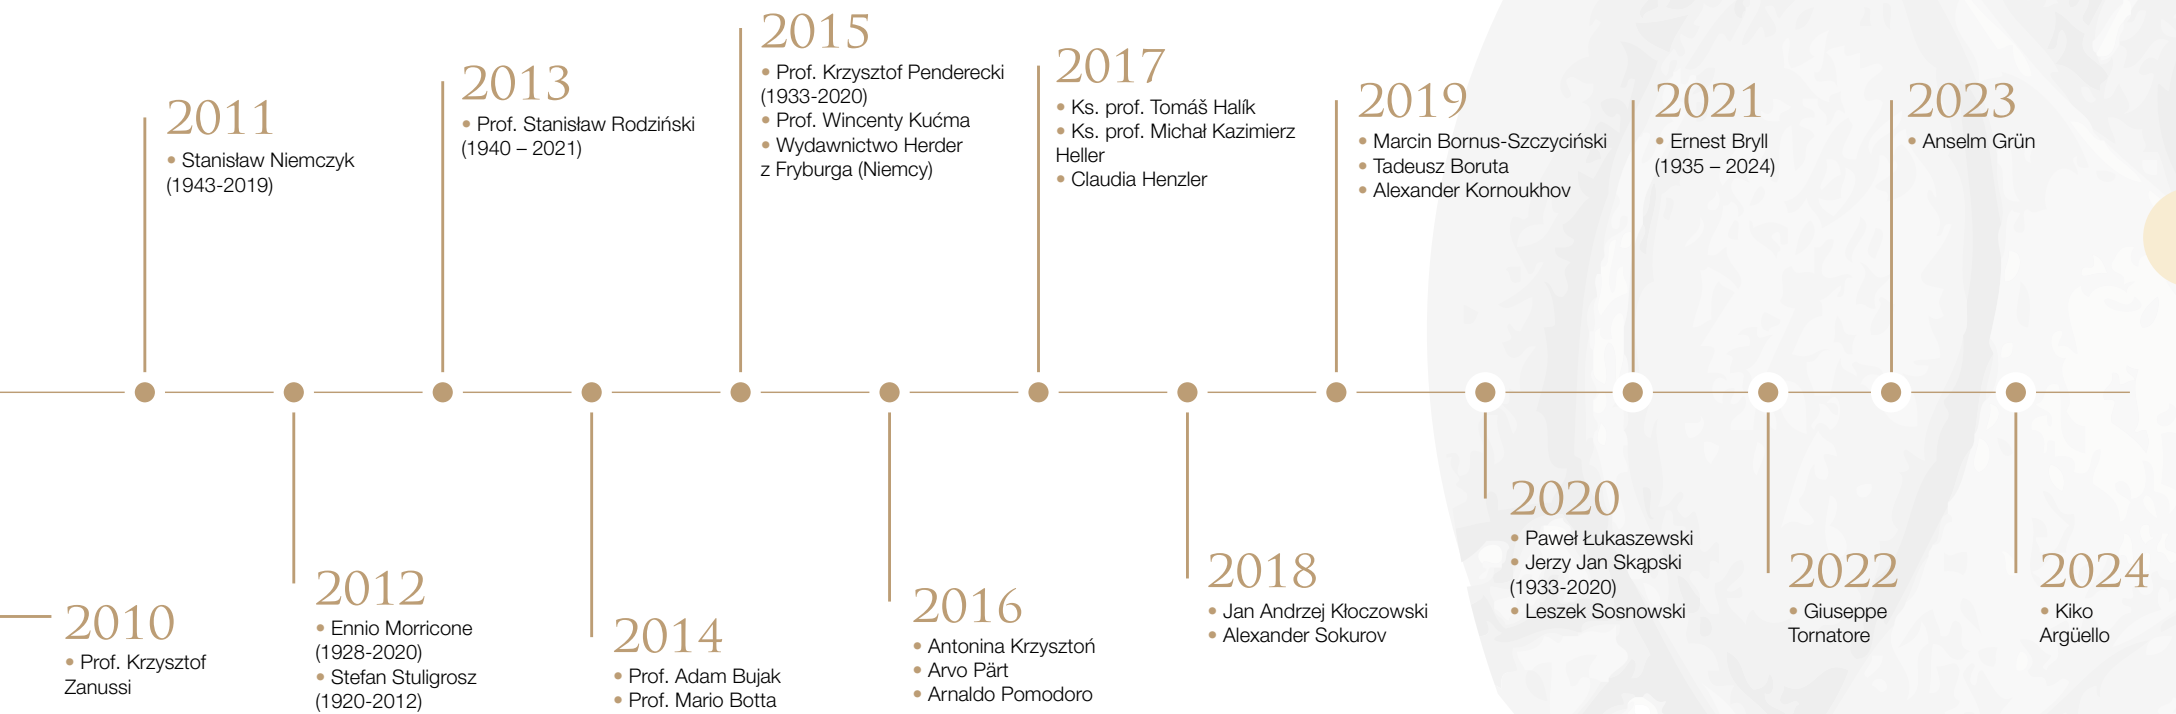 2010
• Prof. Krzysztof
Zanussi
2011
• Stanisław Niemczyk
(1943-2019)
2012
• Ennio Morricone
(1928-2020)
• Stefan Stuligrosz
(1920-2012)
2013
• Prof. Stanisław Rodziński
(1940 – 2021)
2014
• Prof. Adam Bujak
• Prof. Mario Botta
2015
• Prof. Krzysztof Penderecki
(1933-2020)
• Prof. Wincenty Kućma
• Wydawnictwo Herder
z Fryburga (Niemcy)
2016
• Antonina Krzysztoń
• Arvo Pärt
• Arnaldo Pomodoro
2017
• Ks. prof. Tomáš Halík
• Ks. prof. Michał Kazimierz
Heller
• Claudia Henzler
2018
• Jan Andrzej Kłoczowski
• Alexander Sokurov
2019
• Marcin Bornus-Szczyciński
• Tadeusz Boruta
• Alexander Kornoukhov
2020
• Paweł Łukaszewski
• Jerzy Jan Skąpski
(1933-2020)
• Leszek Sosnowski
2021
• Ernest Bryll
(1935 – 2024)
2022
• Giuseppe
Tornatore
2023
• Anselm Grün
2024
• Kiko
Argüello